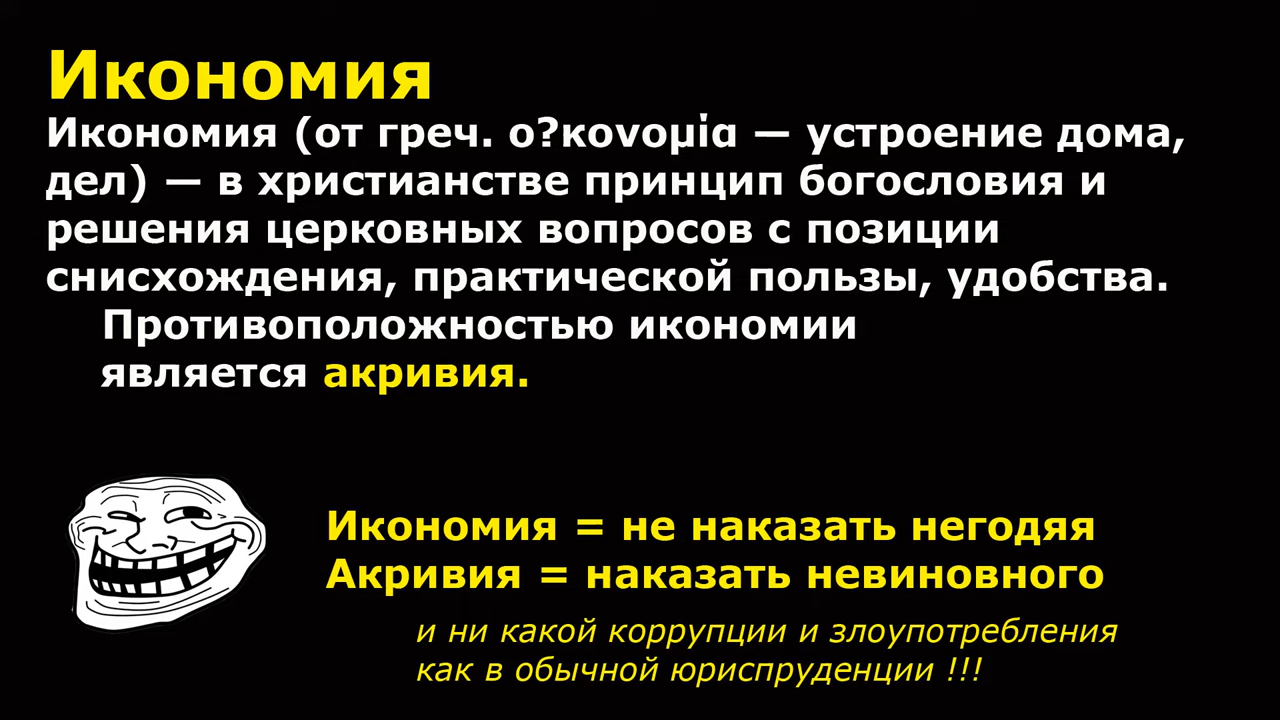 Икономия
Икономия (от греч. ο?κονομία — устроение дома,
дел) — в христианстве принцип богословия и
решения церковных вопросов с позиции
снисхождения, практической пользы, удобства.
Противоположностью икономии
является акривия.
Икономия = не наказать негодяя
Акривия = наказать невиновного
и ни какой коррупции и злоупотребления
как в обычной юриспруденции !!!